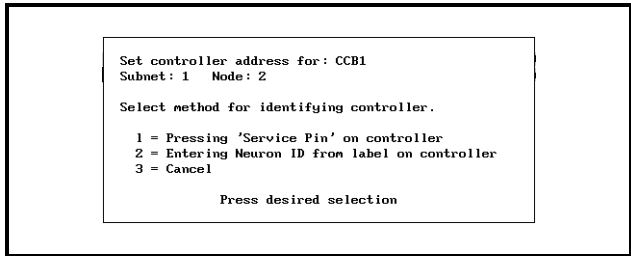 Set controller address for: CCB1
Subnet: 1   Node: 2
Select method for identifying controller.
1 = Pressing 'Service Pin' on controller
2 = Entering Neuron ID from label on controller
3 = Cancel
Press desired selection